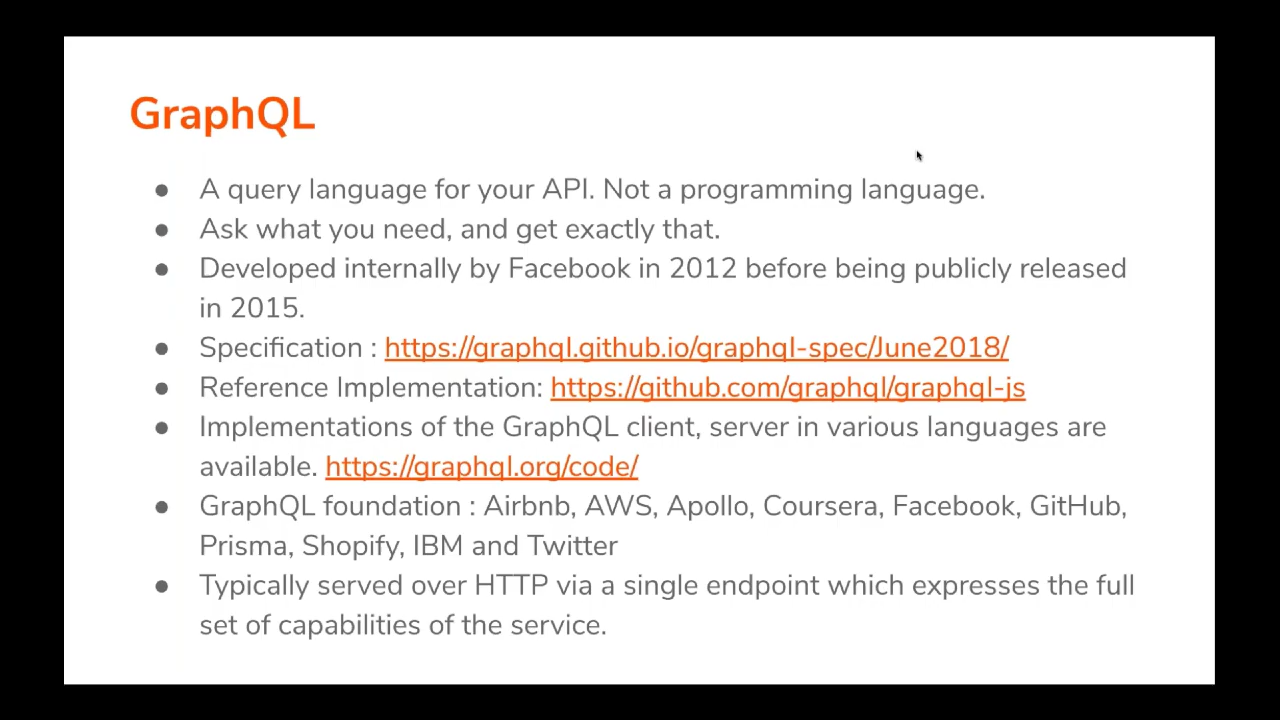 GraphQL
● A query language for your API. Not a programming language.
● Ask what you need, and get exactly that.
● Developed internally by Facebook in 2012 before being publicly released
in 2015.
● Specification : https://graphql.github.io/graphql-spec/June2018/
● Reference Implementation: https://github.com/graphql/graphql-js
● Implementations of the GraphQL client, server in various languages are
available. https://graphql.org/code/
● GraphQL foundation : Airbnb, AWS, Apollo, Coursera, Facebook, GitHub,
Prisma, Shopify, IBM and Twitter
● Typically served over HTTP via a single endpoint which expresses the full
set of capabilities of the service.